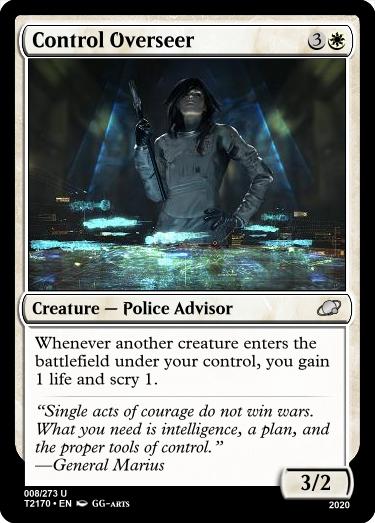 Control Overseer 3
Creature — Police Advisor
Whenever another creature enters the
battlefield under your control, you gain
1 life and scry 1.
“Single acts of courage do not win wars.
What you need is intelligence, a plan, and
the proper tools of control.”
—General Marius
3/2
008/273 U
T2170 • EN GG-ARTS
2020